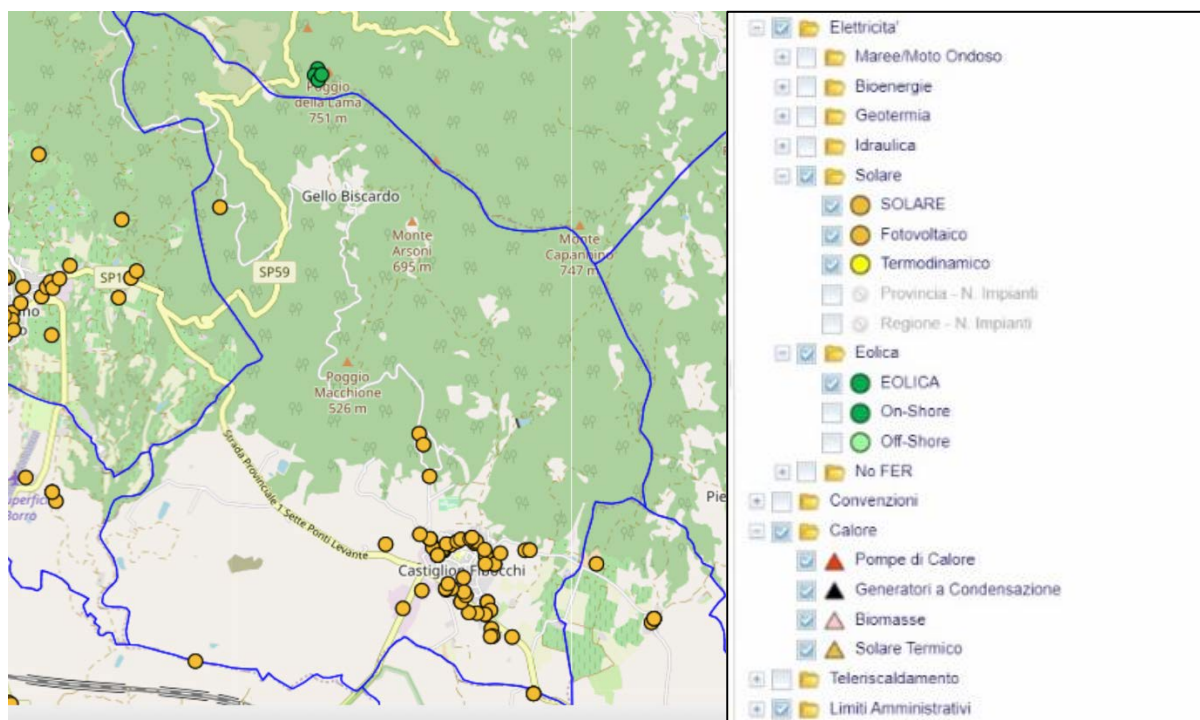 Poggio
della Lama
751 m
Gello Biscardo
Monte
Arsoni
695 m
Monte
Capannino
747 m
SP59
SP1
Poggio
Macchione
526 m
Strada Provinciale 1 Sette Ponti Levante
Castiglion Fibocchi
Elettricita'
Maree/Moto Ondoso
Bioenergie
Geotermia
Idraulica
Solare
SOLARE
Fotovoltaico
Termodinamico
Provincia - N. Impianti
Regione - N. Impianti
Eolica
EOLICA
On-Shore
Off-Shore
No FER
Convenzioni
Calore
Pompe di Calore
Generatori a Condensazione
Biomasse
Solare Termico
Teleriscaldamento
Limiti Amministrativi